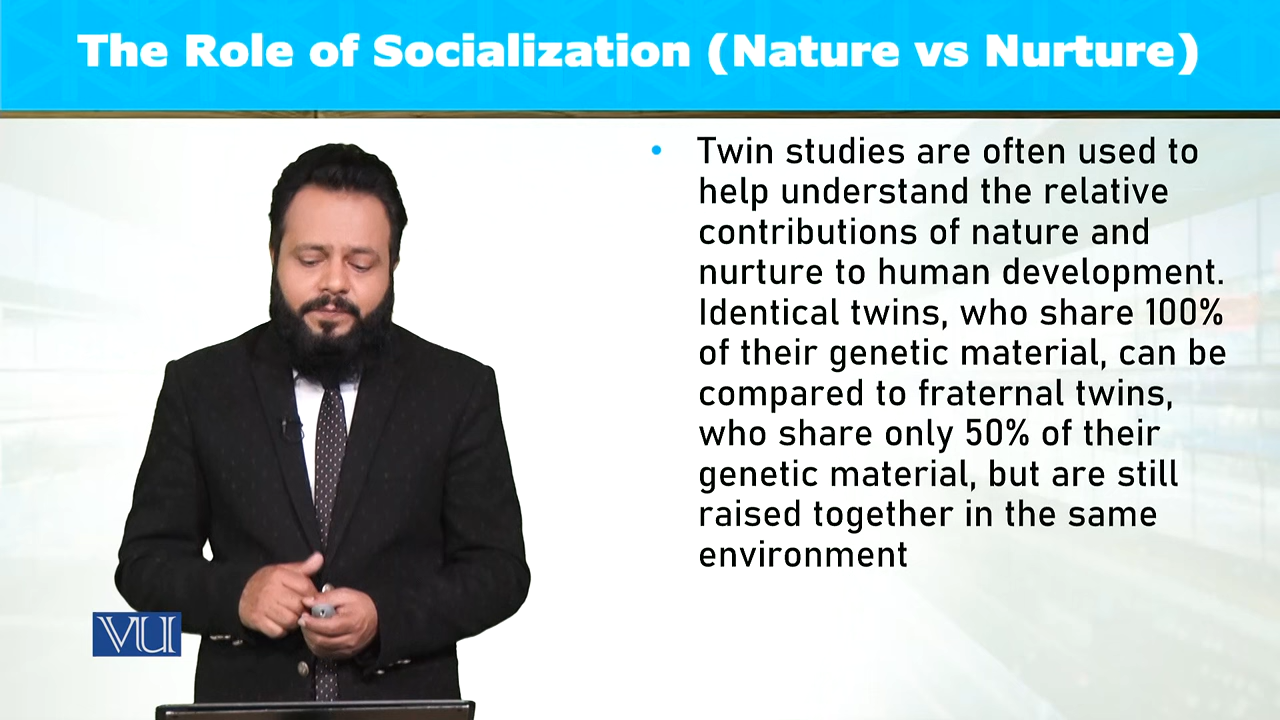 The Role of Socialization (Nature vs Nurture)
• Twin studies are often used to
help understand the relative
contributions of nature and
nurture to human development.
Identical twins, who share 100%
of their genetic material, can be
compared to fraternal twins,
who share only 50% of their
genetic material, but are still
raised together in the same
environment
VU